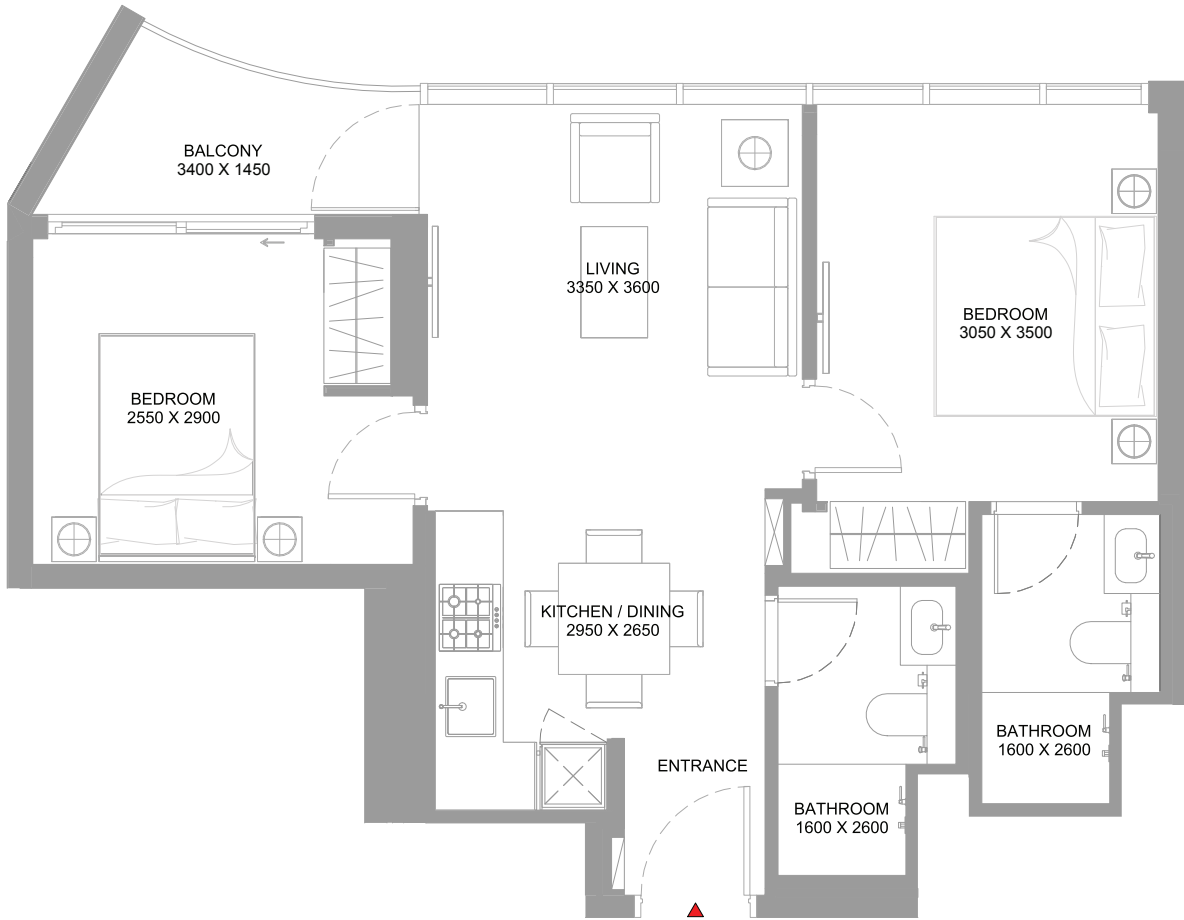 BALCONY
3400 X 1450
LIVING
3350 X 3600
BEDROOM
3050 X 3500
BEDROOM
2550 X 2900
KITCHEN / DINING
2950 X 2650
ENTRANCE
BATHROOM
1600 X 2600
BATHROOM
1600 X 2600